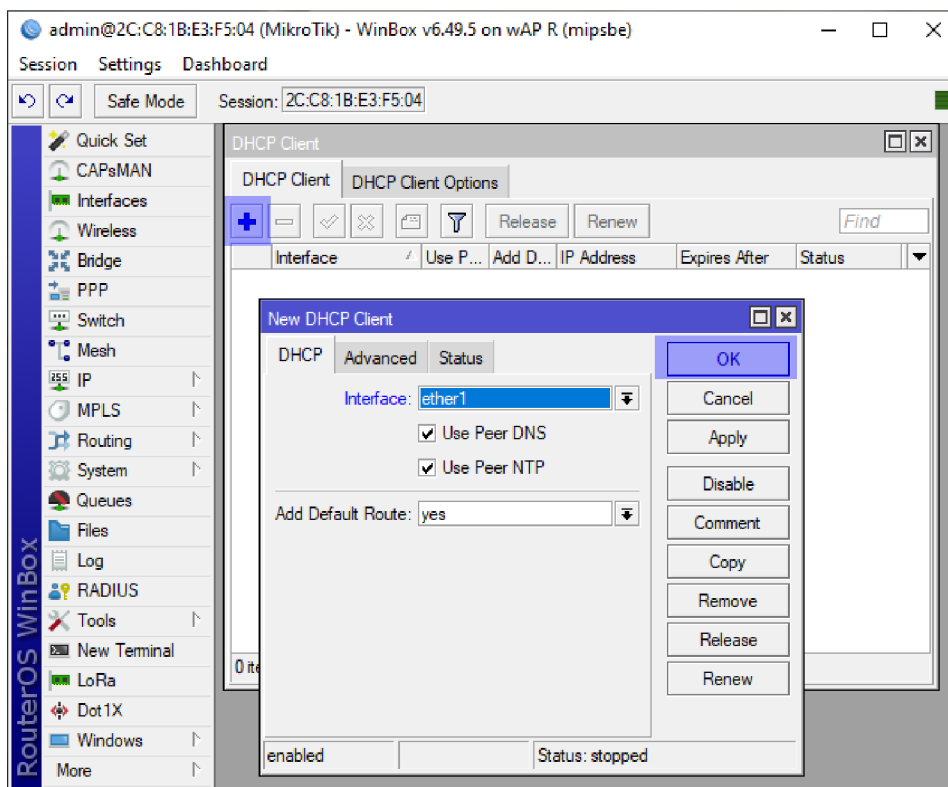 admin@2C:C8:1B:E3:F5:04 (MikroTik) - WinBox v6.49.5 on wAP R (mipsbe)
Session Settings Dashboard
Safe Mode Session: 2C:C8:1B:E3:F5:04
RouterOS WinBox
Quick Set
CAPsMAN
Interfaces
Wireless
Bridge
PPP
Switch
Mesh
IP
MPLS
Routing
System
Queues
Files
Log
RADIUS
Tools
New Terminal
LoRa
Dot1X
Windows
More
DHCP Client
DHCP Client DHCP Client Options
Release Renew Find
Interface Use P... Add D... IP Address Expires After Status
0 ite
New DHCP Client
DHCP Advanced Status
Interface: ether1
Use Peer DNS
Use Peer NTP
Add Default Route: yes
OK
Cancel
Apply
Disable
Comment
Copy
Remove
Release
Renew
enabled Status: stopped